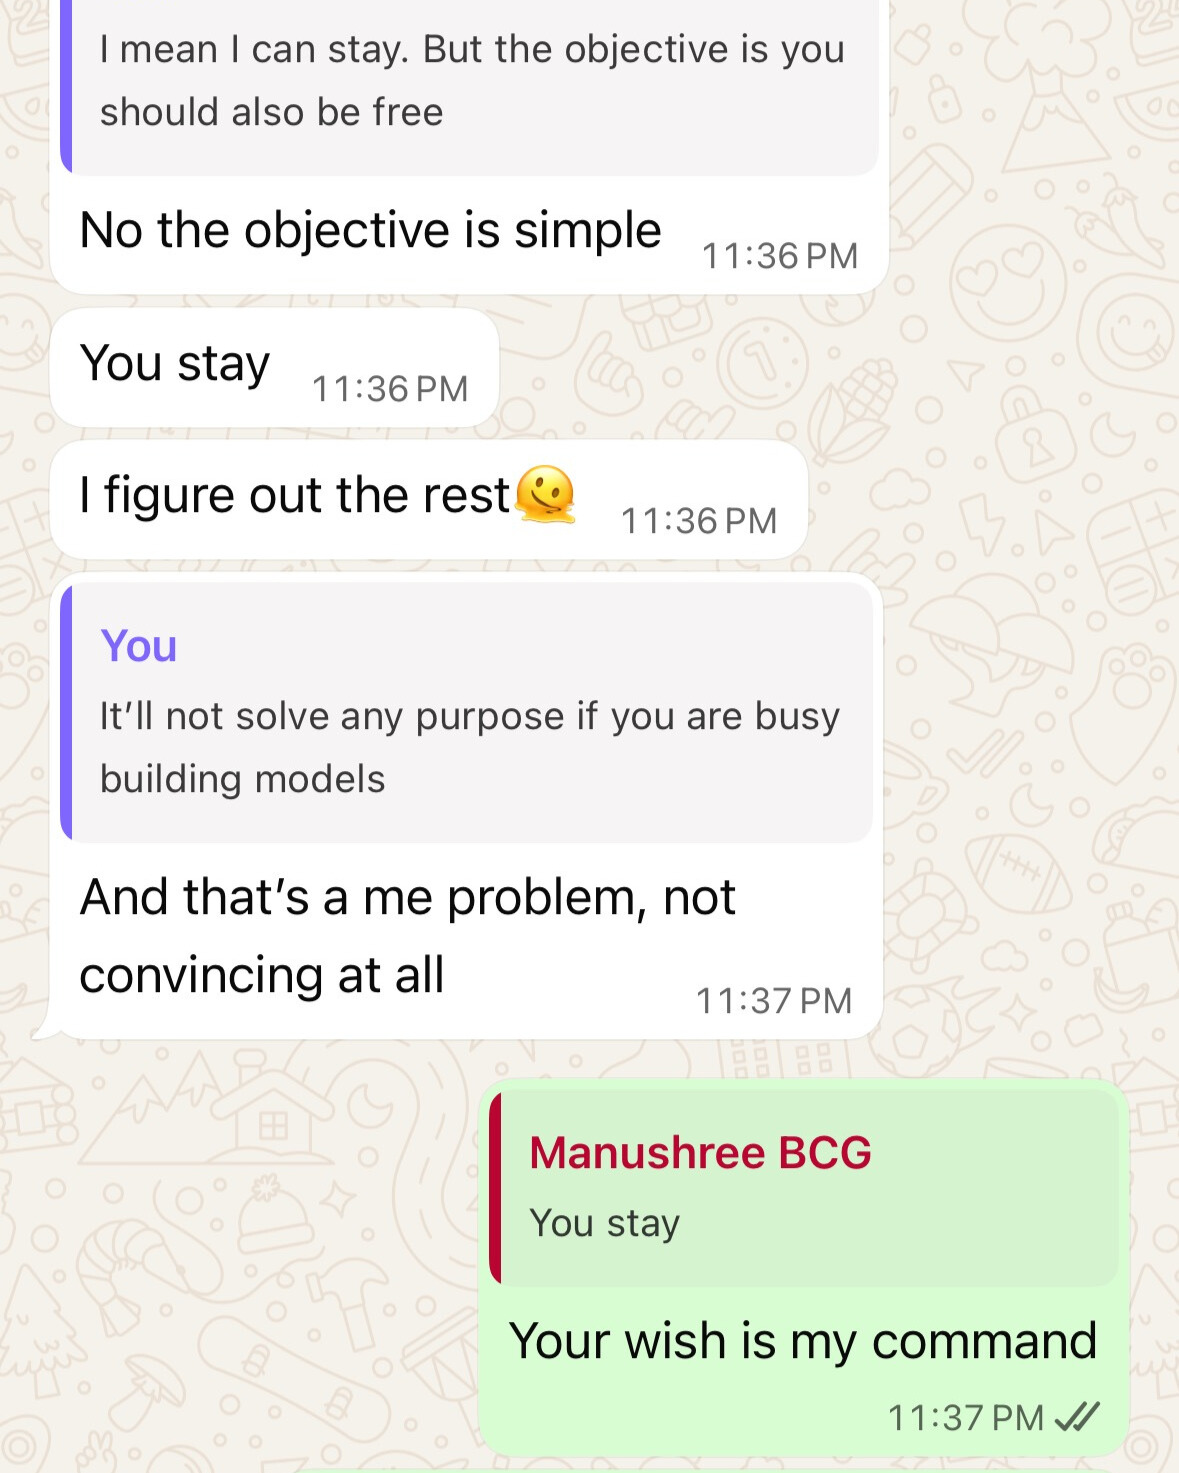 I mean I can stay. But the objective is you
should also be free
No the objective is simple
11:36 PM
You stay
11:36 PM
I figure out the rest🫠
11:36 PM
You
It’ll not solve any purpose if you are busy
building models
And that’s a me problem, not
convincing at all
11:37 PM
Manushree BCG
You stay
Your wish is my command
11:37 PM